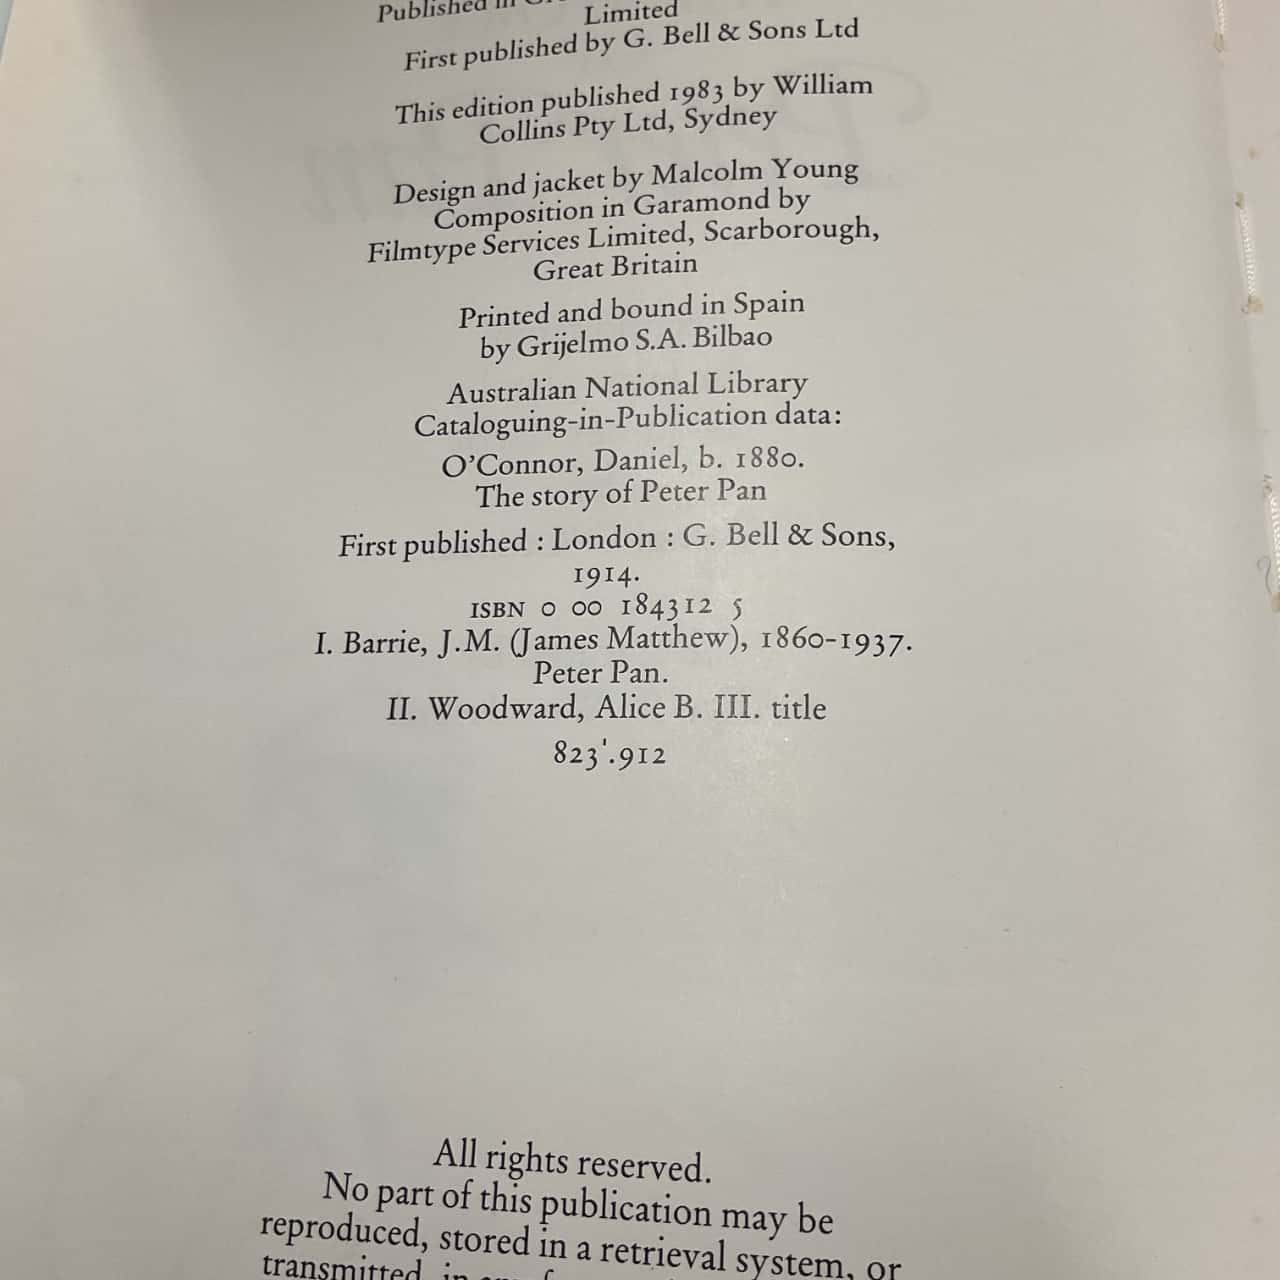 Published in
Limited
First published by G. Bell & Sons Ltd
This edition published 1983 by William
Collins Pty Ltd, Sydney
Design and jacket by Malcolm Young
Composition in Garamond by
Filmtype Services Limited, Scarborough,
Great Britain
Printed and bound in Spain
by Grijelmo S.A. Bilbao
Australian National Library
Cataloguing-in-Publication data:
O'Connor, Daniel, b. 1880.
The story of Peter Pan
First published : London : G. Bell & Sons,
1914.
ISBN 0 00 184312 5
I. Barrie, J.M. (James Matthew), 1860-1937.
Peter Pan.
II. Woodward, Alice B. III. title
823'.912
All rights reserved.
No part of this publication may be
reproduced, stored in a retrieval system, or
transmitted, in any